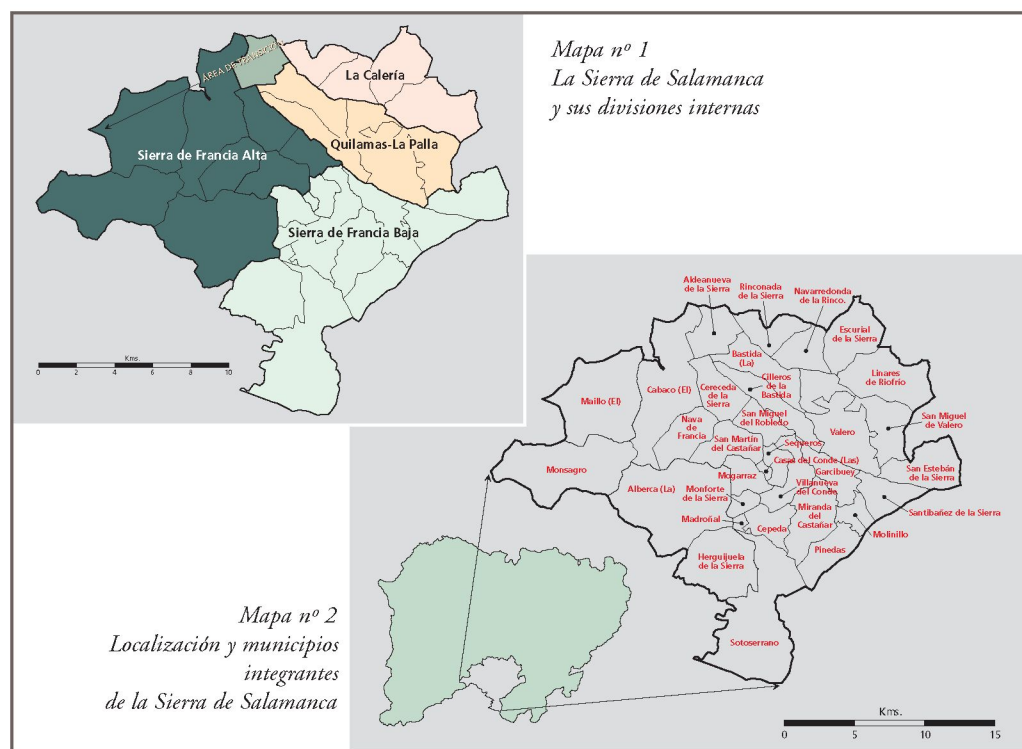 Mapa nº 1
La Sierra de Salamanca
y sus divisiones internas
ÁREA DE TRANSICIÓN
La Calería
Quilamas-La Palla
Sierra de Francia Alta
Sierra de Francia Baja
Kms.
0 2 4 6 8 10
Aldeanueva
de la Sierra
Rinconada
de la Sierra
Navarredonda
de la Rinco.
Escurial
de la Sierra
Bastida
(La)
Linares
de Riofrío
Cilleros
de la
Bastida
Cabaco (El)
Cereceda
de la
Sierra
Maillo (El)
San Miguel
del Robledo
San Miguel
de Valero
Nava
de
Francia
Valero
San Martín
del Castañar
Sequeros
Casas del Conde (Las)
Monsagro
Mogarraz
Garcibuey
San Estebán
de la Sierra
Alberca (La)
Monforte
de la Sierra
Villanueva
del Conde
Miranda
del
Castañar
Santibañez de la Sierra
Madroñal
Cepeda
Molinillo
Herguijuela
de la Sierra
Pinedas
Sotoserrano
Mapa nº 2
Localización y municipios
integrantes
de la Sierra de Salamanca
Kms.
0 5 10 15